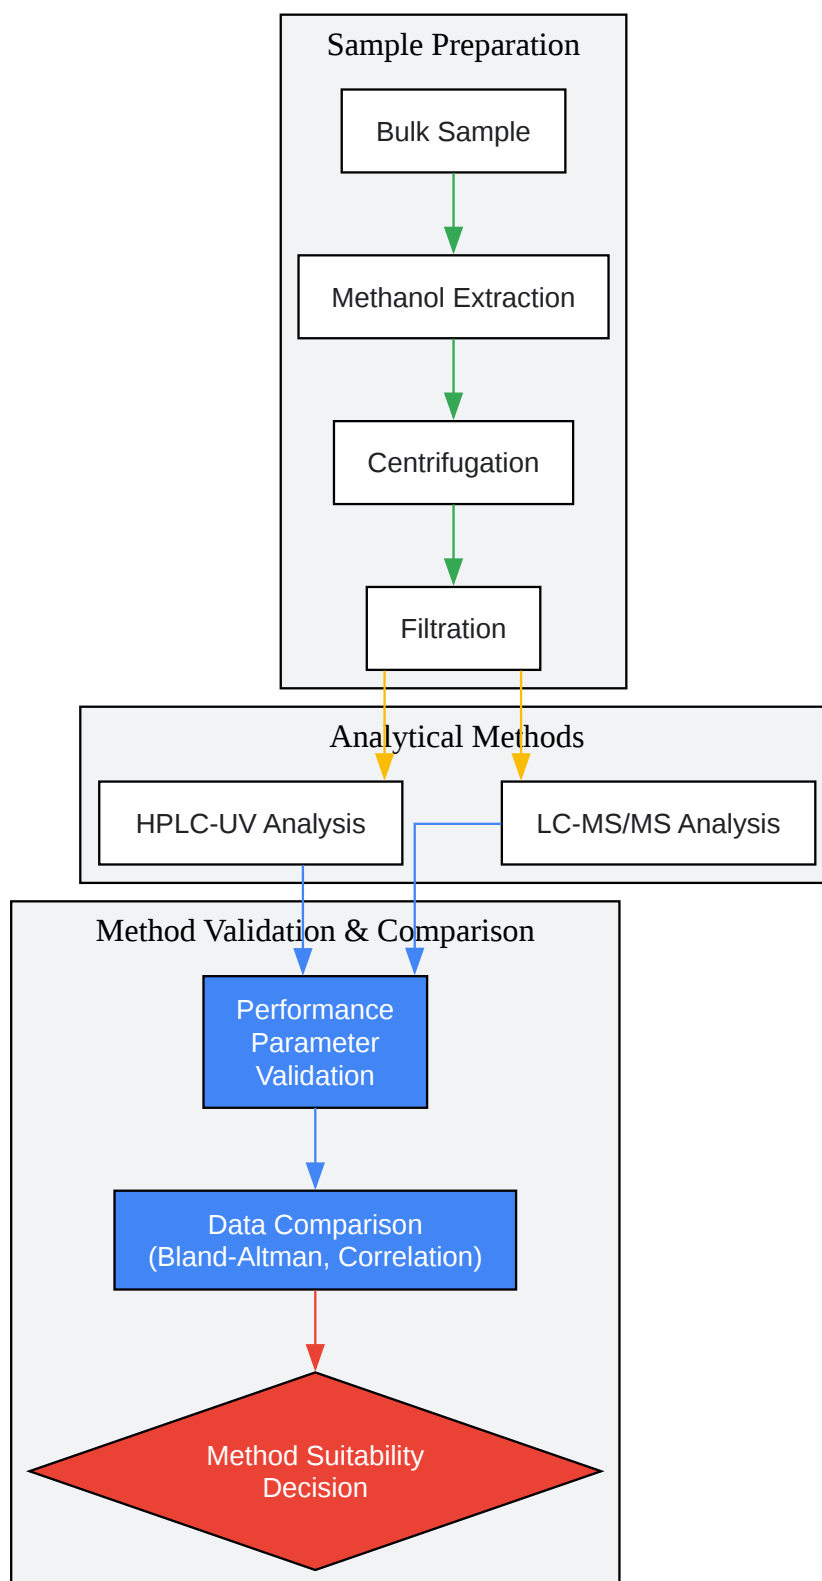 Sample Preparation
Bulk Sample
Methanol Extraction
Centrifugation
Filtration
Analytical Methods
HPLC-UV Analysis
LC-MS/MS Analysis
Method Validation & Comparison
Performance
Parameter
Validation
Data Comparison
(Bland-Altman, Correlation)
Method Suitability
Decision